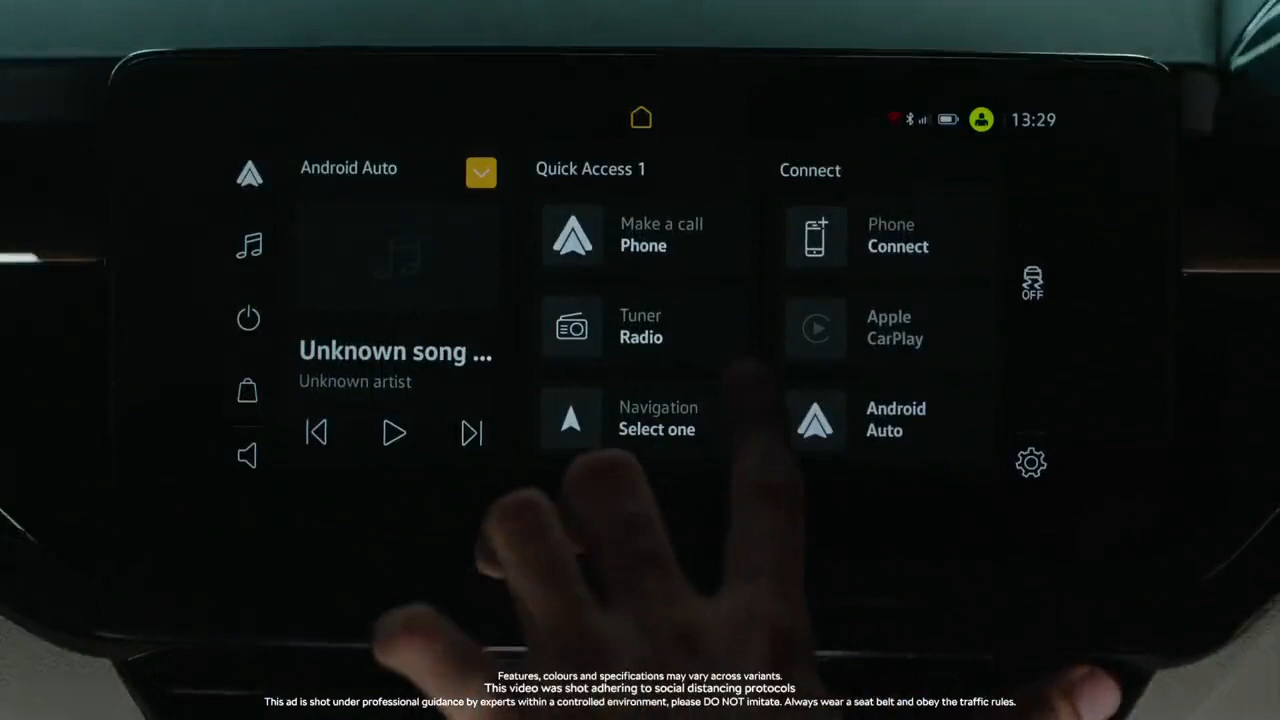 13:29
Android Auto
Quick Access 1
Connect
Make a call
Phone
Phone
Connect
Tuner
Radio
Apple
CarPlay
OFF
Unknown song ...
Unknown artist
Navigation
Select one
Android
Auto
Features, colours and specifications may vary across variants.
This video was shot adhering to social distancing protocols
This ad is shot under professional guidance by experts within a controlled environment, please DO NOT imitate. Always wear a seat belt and obey the traffic rules.